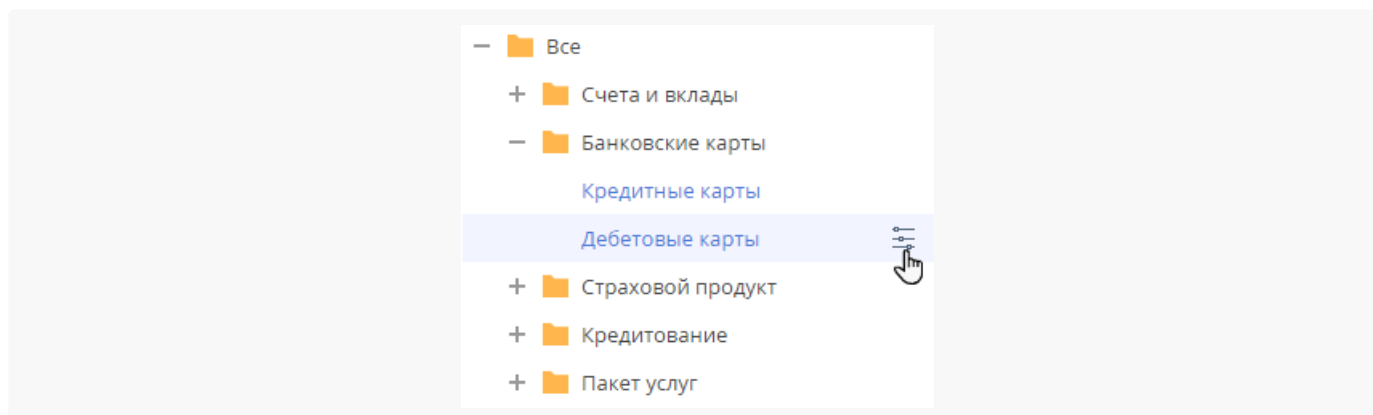 Все
Счета и вклады
Банковские карты
Кредитные карты
Дебетовые карты
Страховой продукт
Кредитование
Пакет услуг